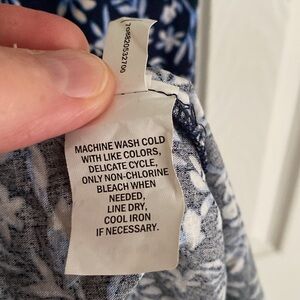 MACHINE WASH COLD
WITH LIKE COLORS,
DELICATE CYCLE,
ONLY NON-CHLORINE
BLEACH WHEN
NEEDED,
LINE DRY,
COOL IRON
IF NECESSARY.